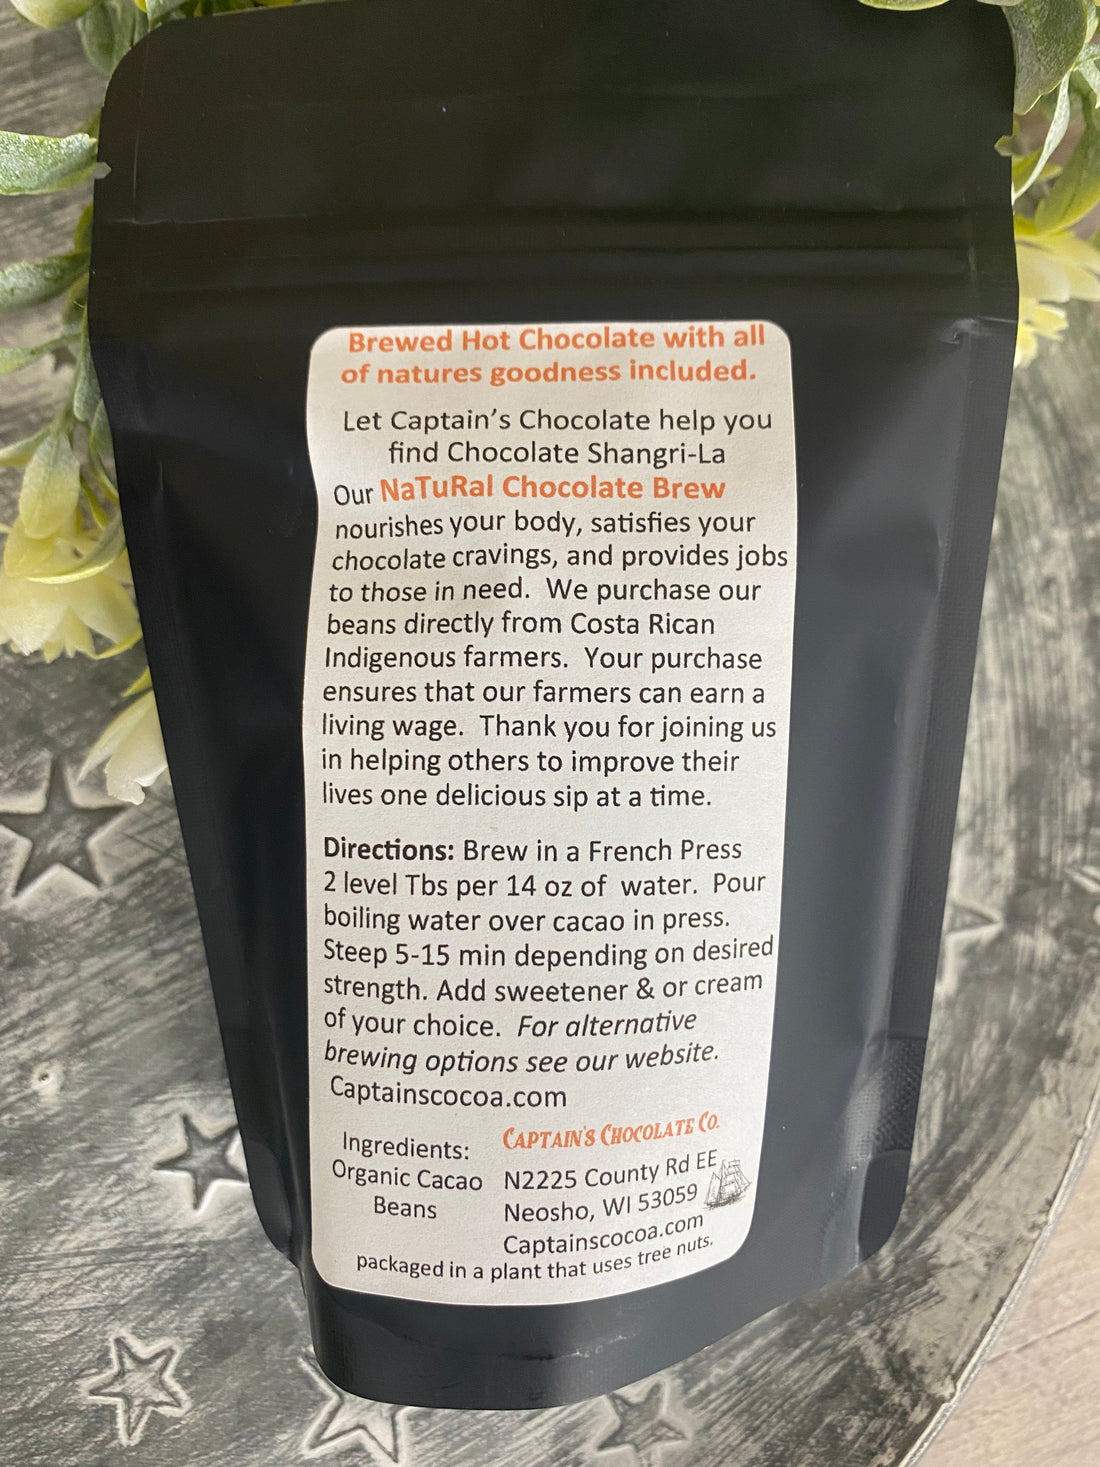 Brewed Hot Chocolate with all
of natures goodness included.
Let Captain's Chocolate help you
find Chocolate Shangri-La
Our NaTuRal Chocolate Brew
nourishes your body, satisfies your
chocolate cravings, and provides jobs
to those in need. We purchase our
beans directly from Costa Rican
Indigenous farmers. Your purchase
ensures that our farmers can earn a
living wage. Thank you for joining us
in helping others to improve their
lives one delicious sip at a time.
Directions: Brew in a French Press
2 level Tbs per 14 oz of water. Pour
boiling water over cacao in press.
Steep 5-15 min depending on desired
strength. Add sweetener & or cream
of your choice. For alternative
brewing options see our website.
Captainscocoa.com
Ingredients:
Organic Cacao
Beans
Captain's Chocolate Co.
N2225 County Rd EE
Neosho, WI 53059
Captainscocoa.com
packaged in a plant that uses tree nuts.